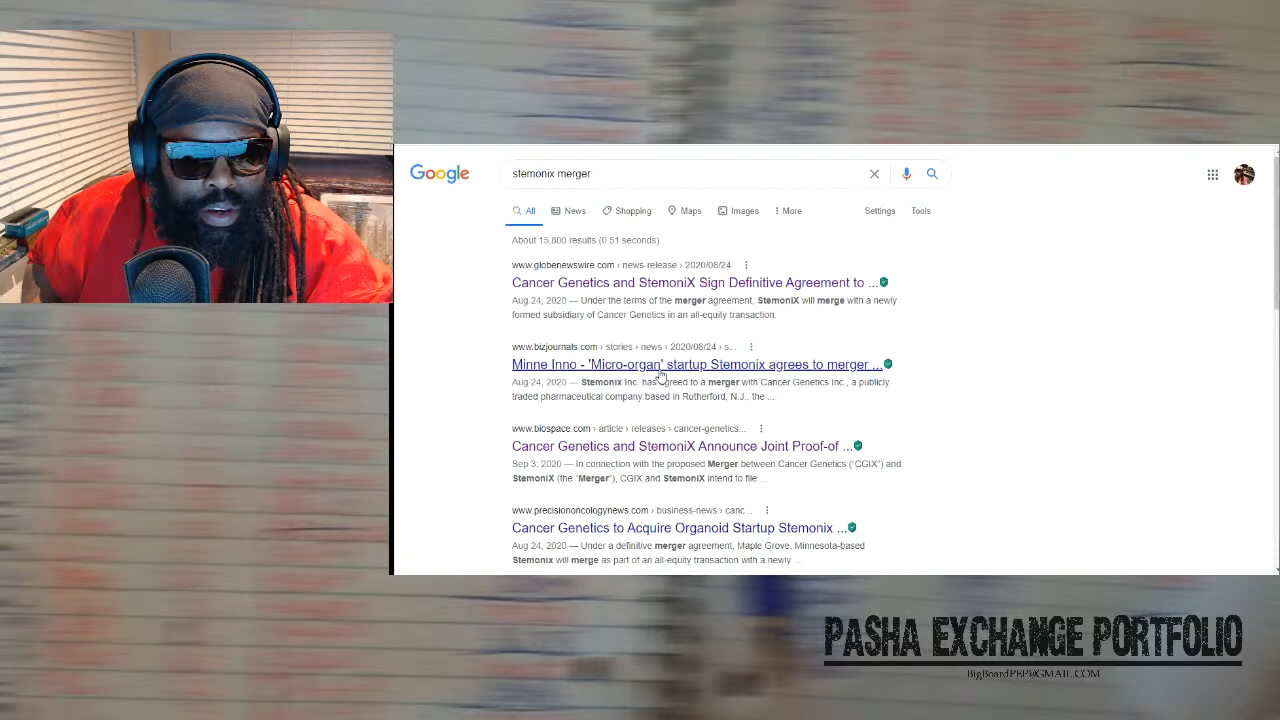 Google
stemonix merger
All News Shopping Maps Images More Settings Tools
About 15,800 results (0.51 seconds)
www.globenewswire.com › news-release › 2020/08/24
Cancer Genetics and StemoniX Sign Definitive Agreement to ...
Aug 24, 2020 — Under the terms of the merger agreement, StemoniX will merge with a newly
formed subsidiary of Cancer Genetics in an all-equity transaction.
www.bizjournals.com › stories › news › 2020/08/24 › s...
Minne Inno - 'Micro-organ' startup Stemonix agrees to merger ...
Aug 24, 2020 — Stemonix Inc. has agreed to a merger with Cancer Genetics Inc., a publicly
traded pharmaceutical company based in Rutherford, N.J.. the ...
www.biospace.com › article › releases › cancer-genetics...
Cancer Genetics and StemoniX Announce Joint Proof-of ...
Sep 3, 2020 — In connection with the proposed Merger between Cancer Genetics ("CGIX") and
StemoniX (the "Merger"), CGIX and StemoniX intend to file ...
www.precisiononcologynews.com › business-news › canc...
Cancer Genetics to Acquire Organoid Startup Stemonix ...
Aug 24, 2020 — Under a definitive merger agreement, Maple Grove, Minnesota-based
Stemonix will merge as part of an all-equity transaction with a newly ...
PASHA EXCHANGE PORTFOLIO
BigBoardPEP@GMAIL.COM